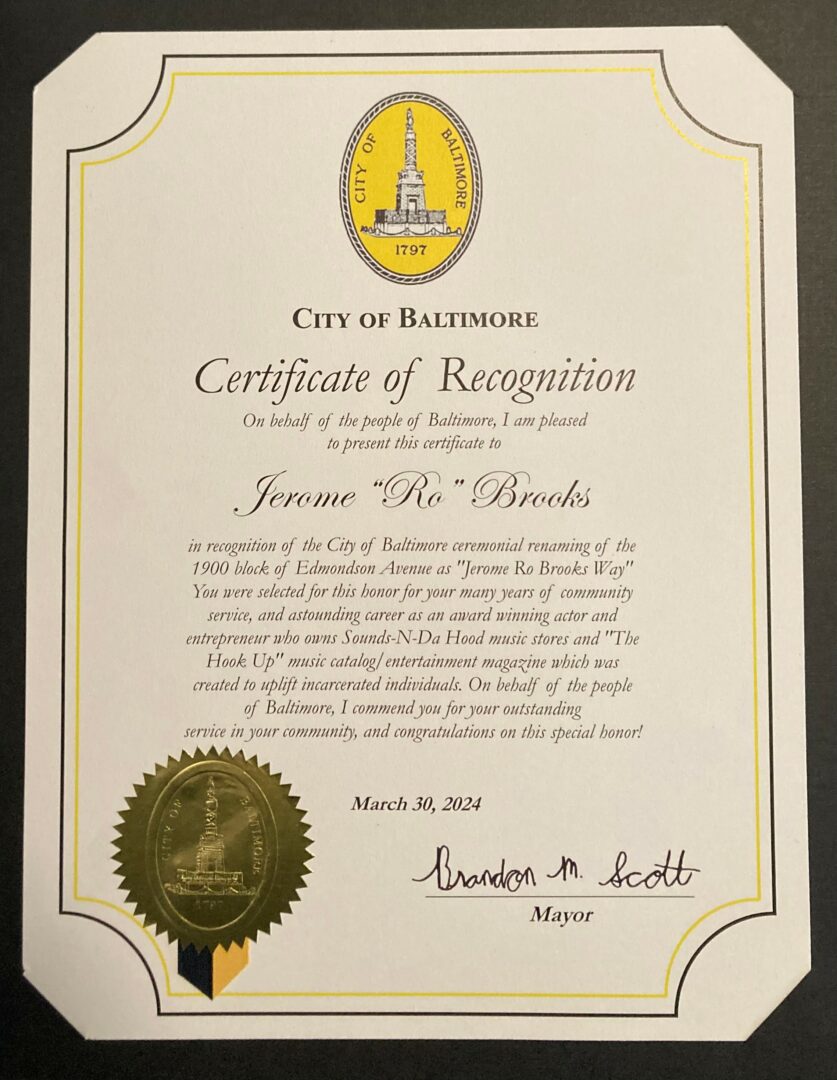 CITY OF BALTIMORE
1797
CITY OF BALTIMORE
Certificate of Recognition
On behalf of the people of Baltimore, I am pleased
to present this certificate to
Jerome “Ro” Brooks
in recognition of the City of Baltimore ceremonial renaming of the
1900 block of Edmondson Avenue as "Jerome Ro Brooks Way"
You were selected for this honor for your many years of community
service, and astounding career as an award winning actor and
entrepreneur who owns Sounds-N-Da Hood music stores and "The
Hook Up" music catalog/entertainment magazine which was
created to uplift incarcerated individuals. On behalf of the people
of Baltimore, I commend you for your outstanding
service in your community, and congratulations on this special honor!
March 30, 2024
CITY OF BALTIMORE
1797
Brandon M. Scott
Mayor